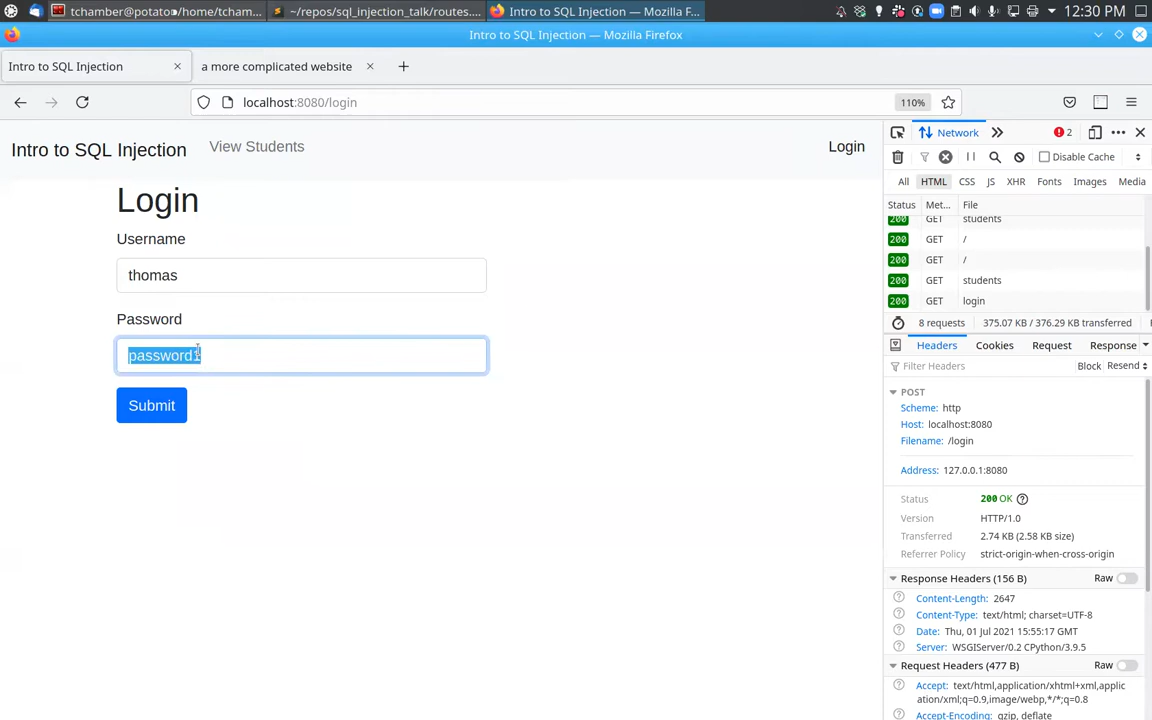 tchamber@potato:/home/tcham...
~/repos/sql_injection_talk/routes....
Intro to SQL Injection — Mozilla F...
12:30 PM
Intro to SQL Injection — Mozilla Firefox
Intro to SQL Injection
a more complicated website
localhost:8080/login
110%
Intro to SQL Injection
View Students
Login
Login
Username
thomas
Password
password1
Submit
Network
2
Disable Cache
All
HTML
CSS
JS
XHR
Fonts
Images
Media
Status
Met...
File
200 GET students
200 GET /
200 GET /
200 GET students
200 GET login
8 requests
375.07 KB / 376.29 KB transferred
Headers
Cookies
Request
Response
Filter Headers
Block
Resend
POST
Scheme: http
Host: localhost:8080
Filename: /login
Address: 127.0.0.1:8080
Status 200 OK
Version HTTP/1.0
Transferred 2.74 KB (2.58 KB size)
Referrer Policy strict-origin-when-cross-origin
Response Headers (156 B)
Raw
Content-Length: 2647
Content-Type: text/html; charset=UTF-8
Date: Thu, 01 Jul 2021 15:55:17 GMT
Server: WSGIServer/0.2 CPython/3.9.5
Request Headers (477 B)
Raw
Accept: text/html,application/xhtml+xml,applic
ation/xml;q=0.9,image/webp,*/*;q=0.8
Accept-Encoding: gzip, deflate